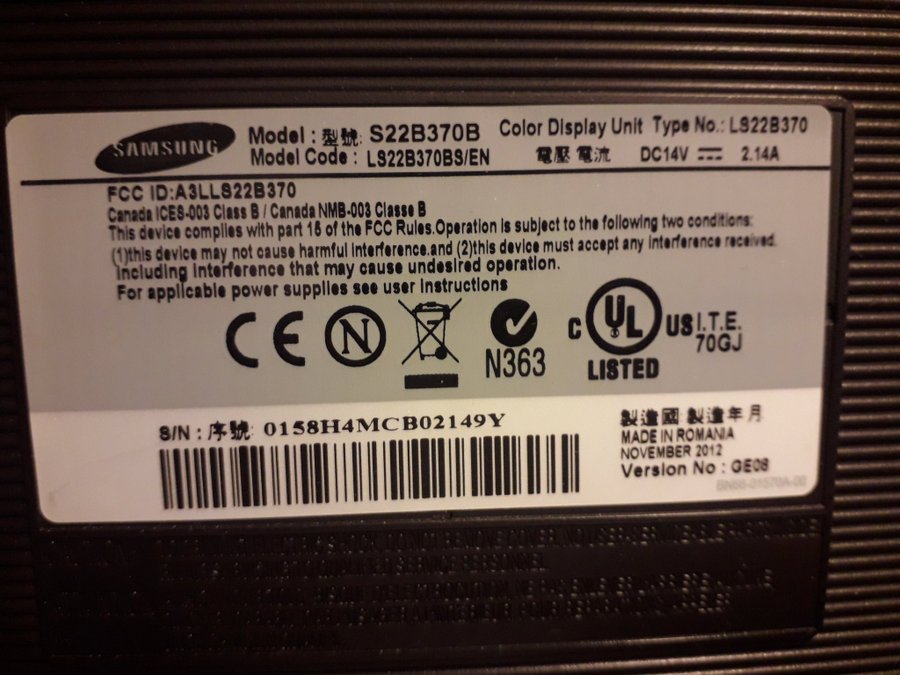 SAMSUNG
Model : 型號: S22B370B Color Display Unit Type No.: LS22B370
Model Code : LS22B370BS/EN 電壓 電流 DC14V 2.14A
FCC ID:A3LLS22B370
Canada ICES-003 Class B / Canada NMB-003 Classe B
This device complies with part 15 of the FCC Rules.Operation is subject to the following two conditions:
(1)this device may not cause harmful interference.and (2)this device must accept any interference received.
including interference that may cause undesired operation.
For applicable power supplies see user instructions
CE N N363 C UL US LISTED I.T.E.
70GJ
S/N : 序號: 0158H4MCB02149Y
製造國 製造年月
MADE IN ROMANIA
NOVEMBER 2012
Version No : GE08
BN68-01570A-00